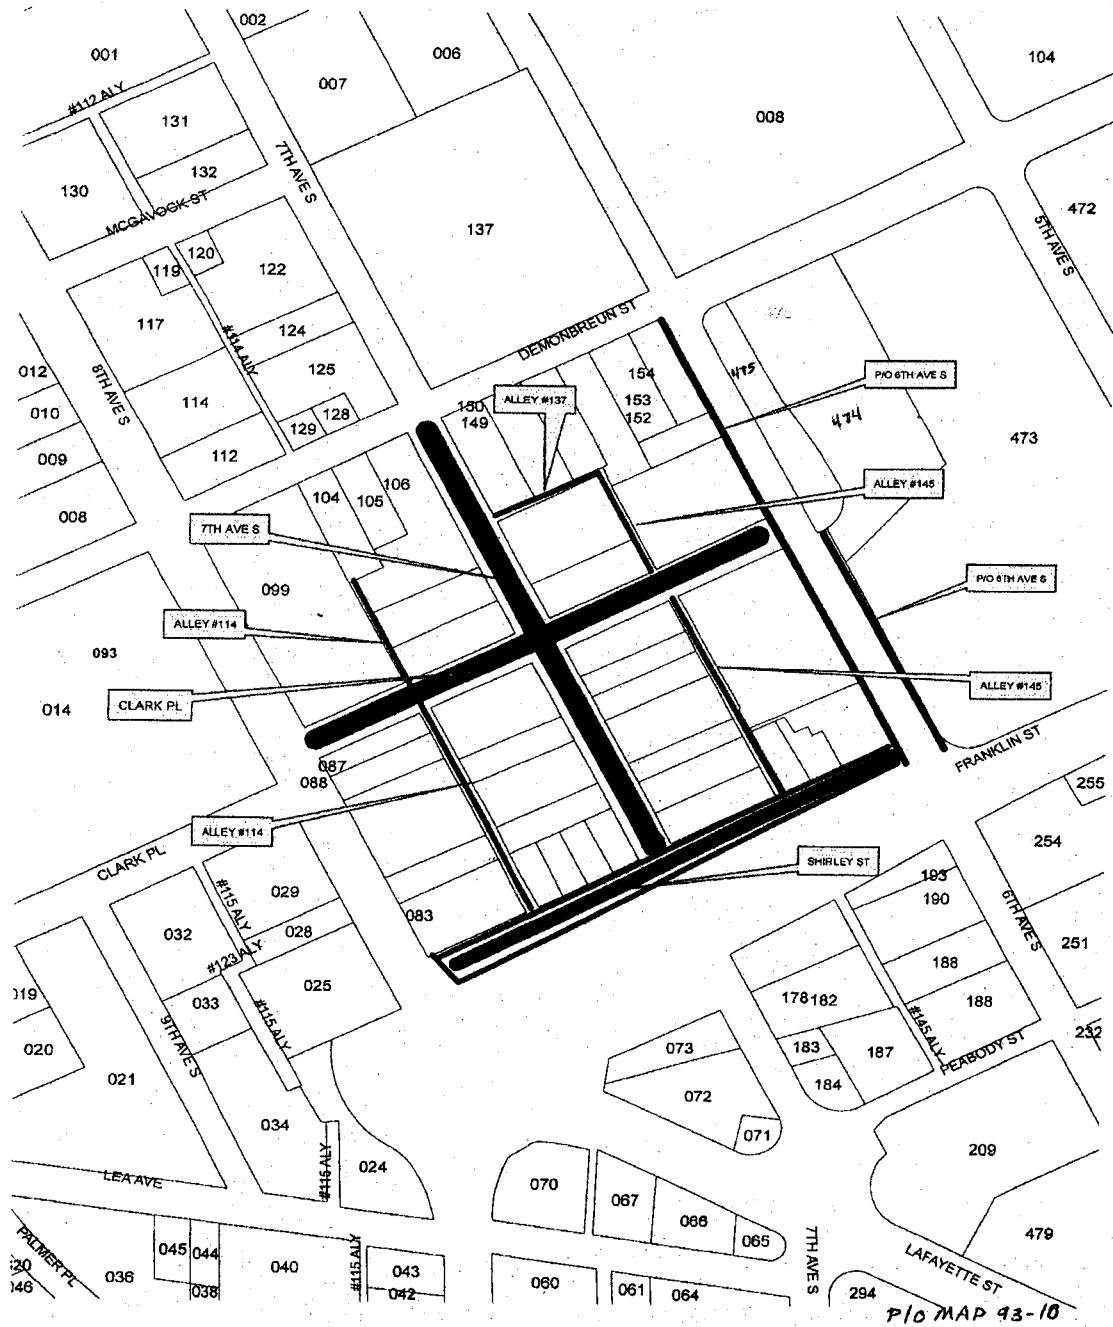 002
001
006
007
104
#112 ALY
131
008
132
7TH AVE S
130
MCGAVOCK ST
472
137
5TH AVE S
120
119
122
117
DEMONBREUN ST
124
#114 ALY
012
8TH AVE S
125
154
475
P/O 6TH AVE S
010
114
ALLEY #137
153
150
128
149
152
474
129
473
009
112
106
104
105
ALLEY #145
008
7TH AVE S
P/O 6TH AVE S
099
ALLEY #114
093
ALLEY #145
CLARK PL
014
FRANKLIN ST
087
088
255
ALLEY #114
254
CLARK PL
SHIRLEY ST
193
029
#115 ALY
190
6TH AVE S
083
032
028
251
#123 ALY
188
025
019
178
182
188
033
#115 ALY
#145 ALY
232
9TH AVE S
073
183
187
PEABODY ST
020
021
184
072
034
071
209
024
#115 ALY
LEA AVE
070
067
066
PALMER PL
045
044
7TH AVE S
065
479
#115 ALY
LAFAYETTE ST
036
040
043
060
061
064
046
038
042
294
P/O MAP 93-10